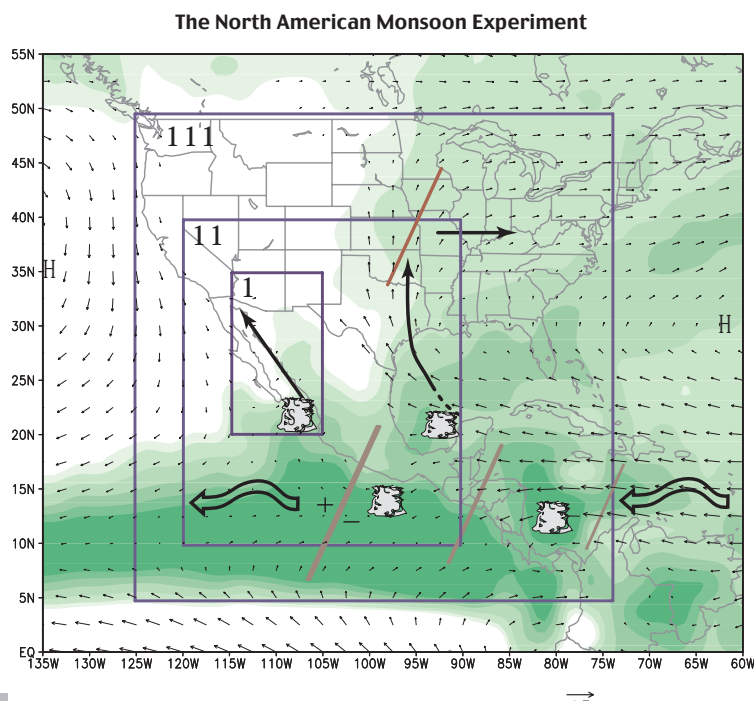 The North American Monsoon Experiment
55N
50N
111
45N
40N
11
35N
H
1
30N
H
25N
20N
15N
+
−
10N
5N
EQ
135W 130W 125W 120W 115W 110W 105W 100W 95W 90W 85W 80W 75W 70W 65W 60W